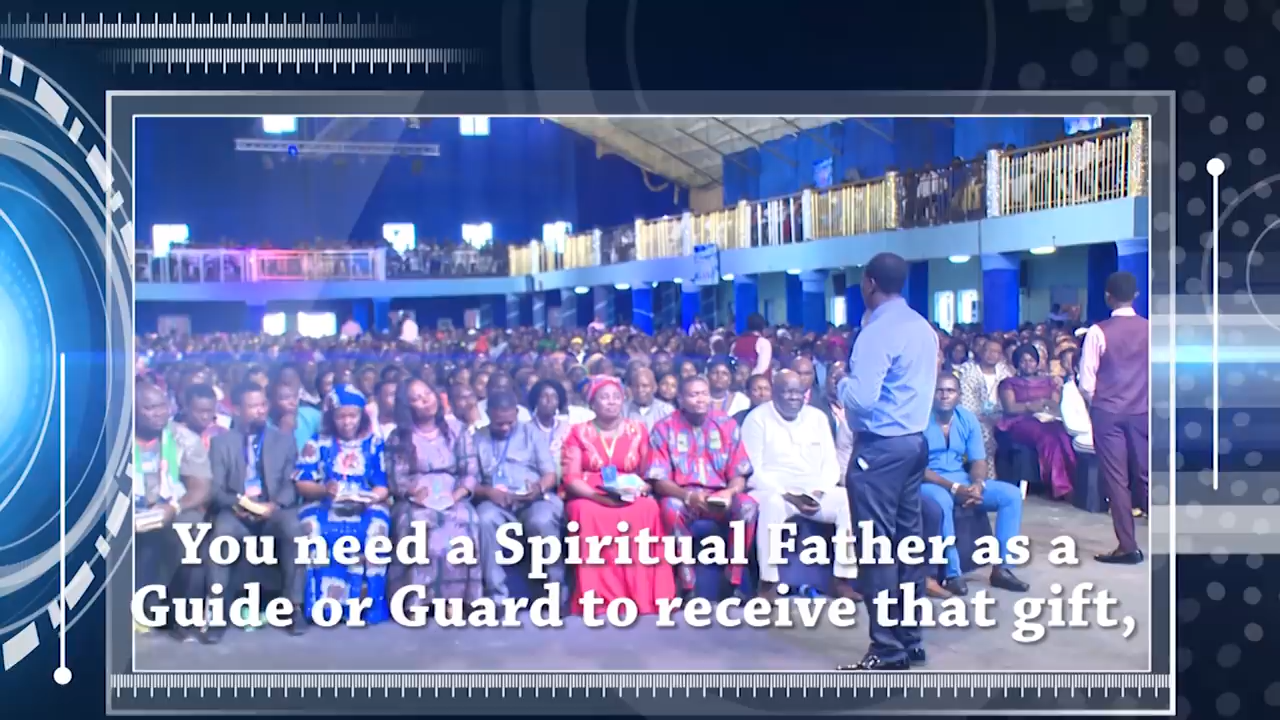 You need a Spiritual Father as a
Guide or Guard to receive that gift,